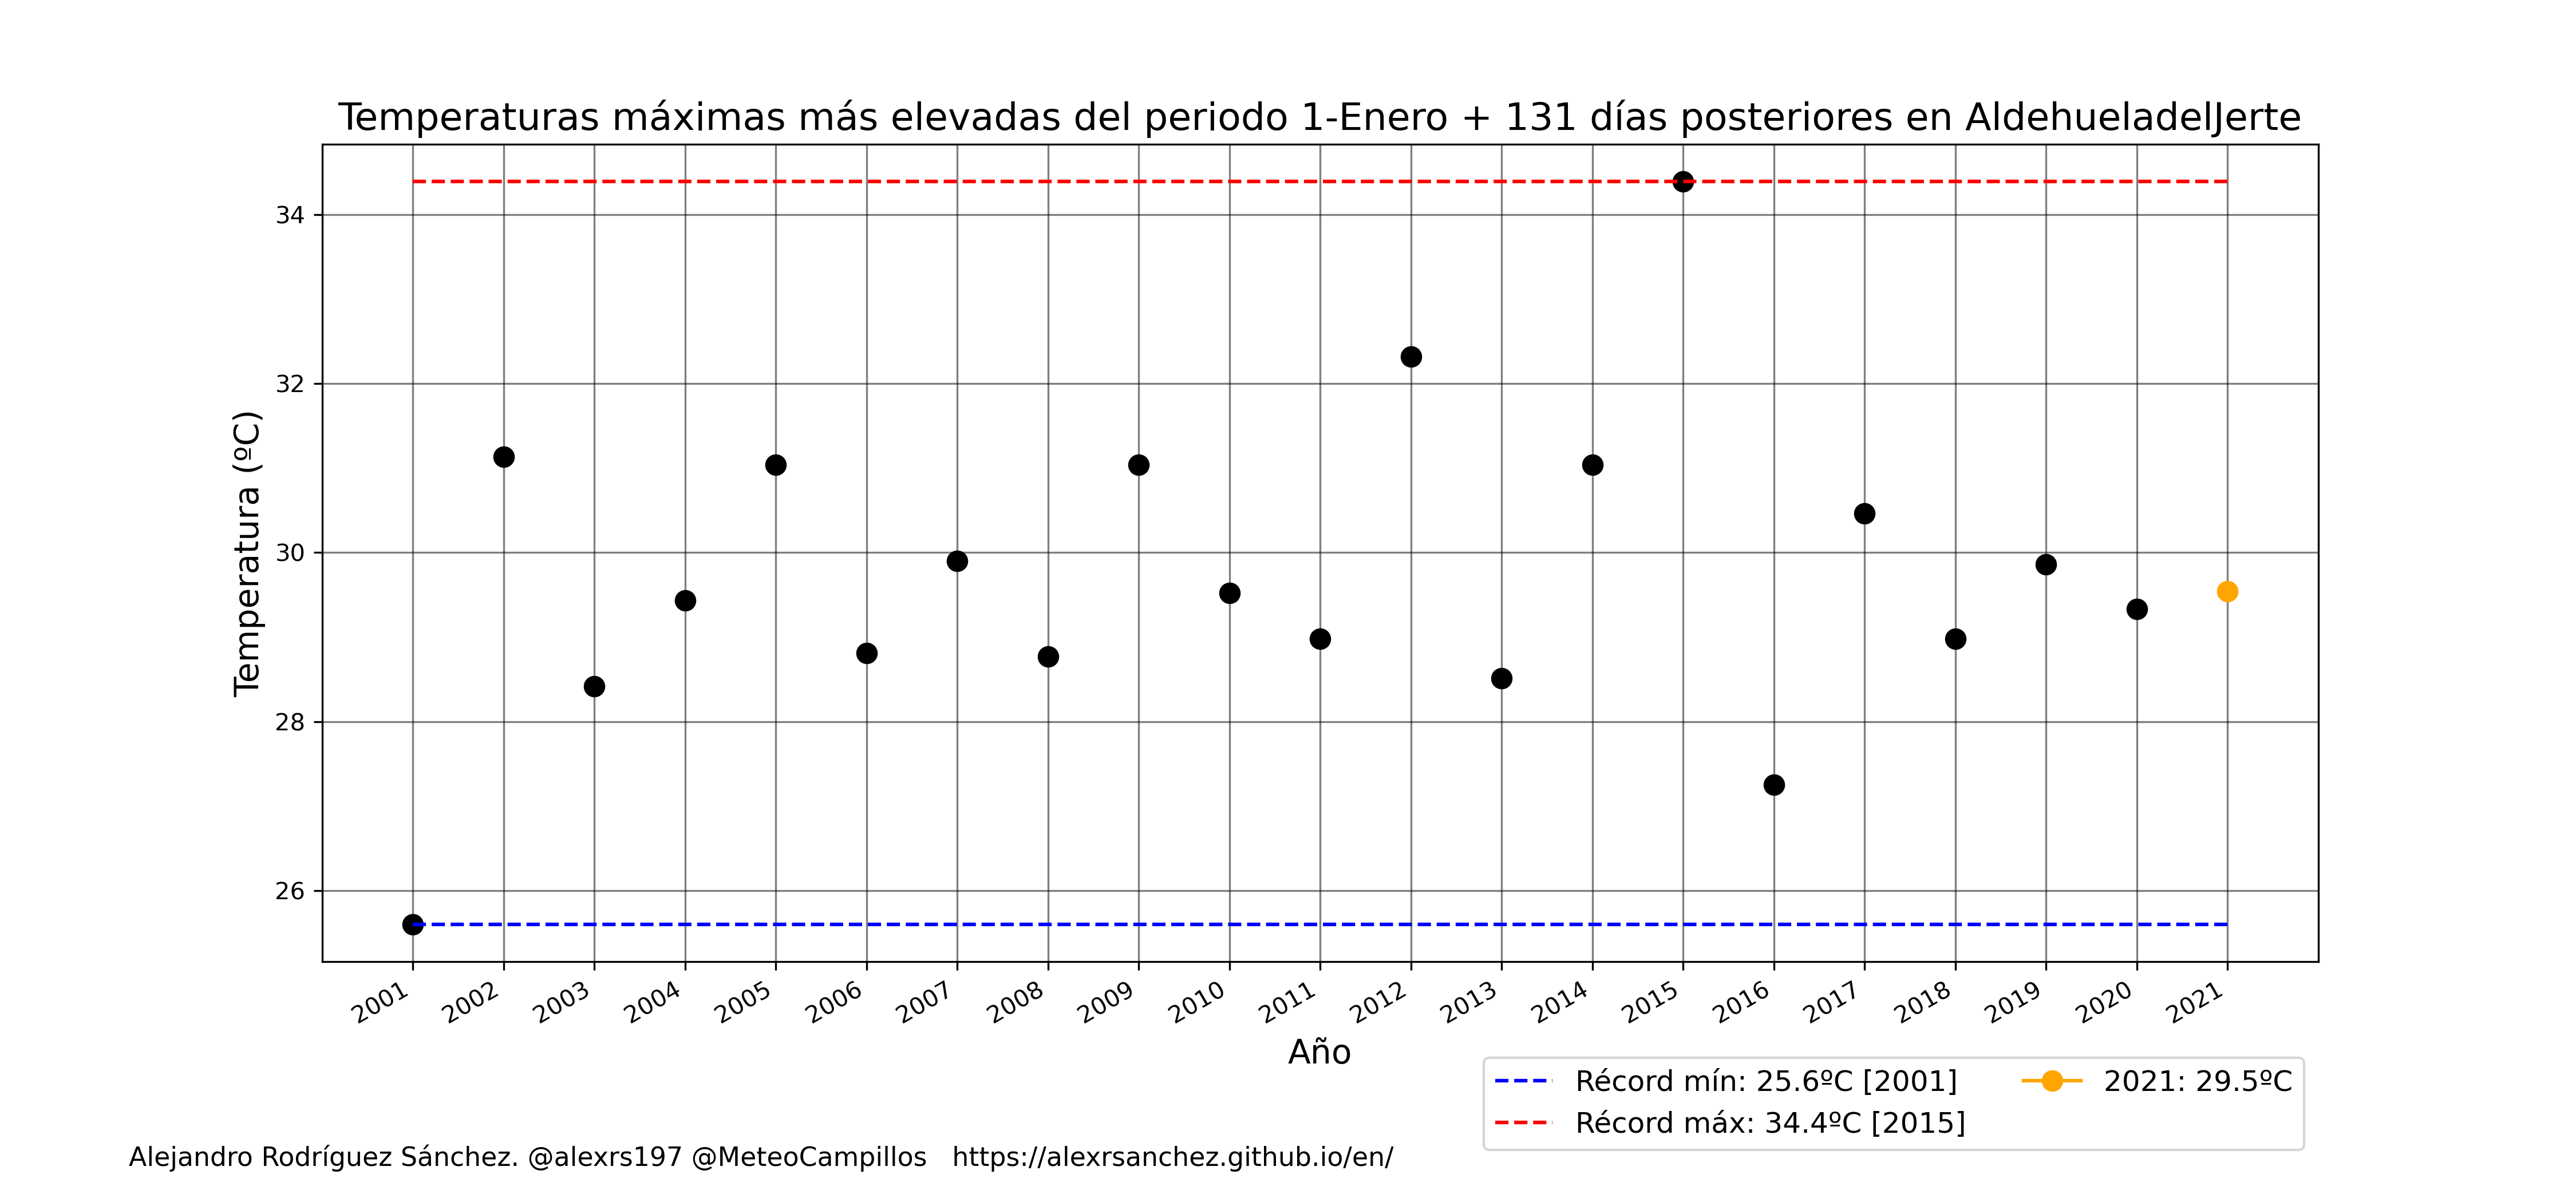 Temperaturas máximas más elevadas del periodo 1-Enero + 131 días posteriores en AldehueladelJerte
Temperatura (ºC)
34
32
30
28
26
2001 2002 2003 2004 2005 2006 2007 2008 2009 2010 2011 2012 2013 2014 2015 2016 2017 2018 2019 2020 2021
Año
Récord mín: 25.6ºC [2001]
Récord máx: 34.4ºC [2015]
2021: 29.5ºC
Alejandro Rodríguez Sánchez. @alexrs197 @MeteoCampillos https://alexrsanchez.github.io/en/